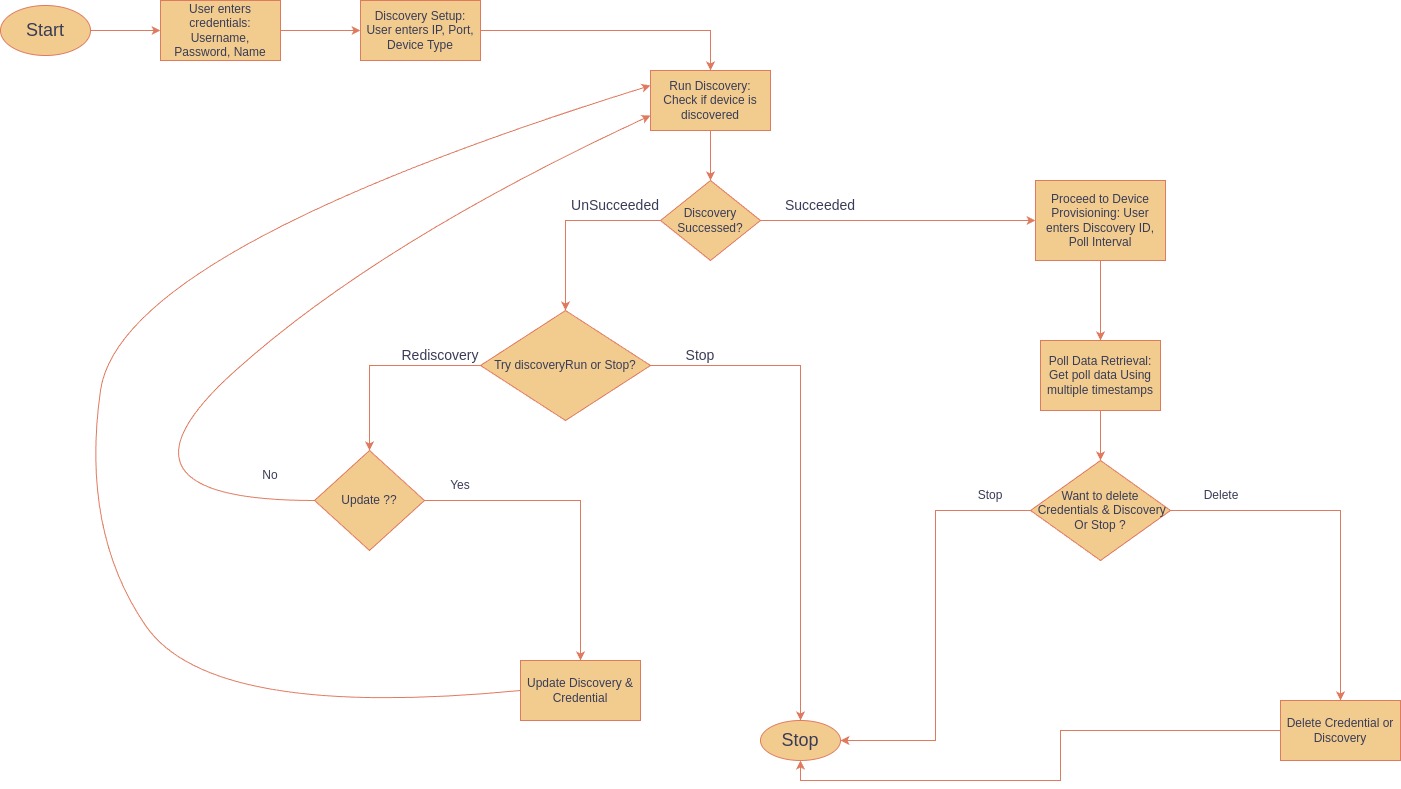 Start
User enters
credentials:
Username,
Password, Name
Discovery Setup:
User enters IP, Port,
Device Type
Run Discovery:
Check if device is
discovered
UnSucceeded
Discovery
Successed?
Succeeded
Proceed to Device
Provisioning: User
enters Discovery ID,
Poll Interval
Rediscovery
Try discoveryRun or Stop?
Stop
Poll Data Retrieval:
Get poll data Using
multiple timestamps
No
Update ??
Yes
Stop
Want to delete
Credentials & Discovery
Or Stop ?
Delete
Update Discovery &
Credential
Stop
Delete Credential or
Discovery